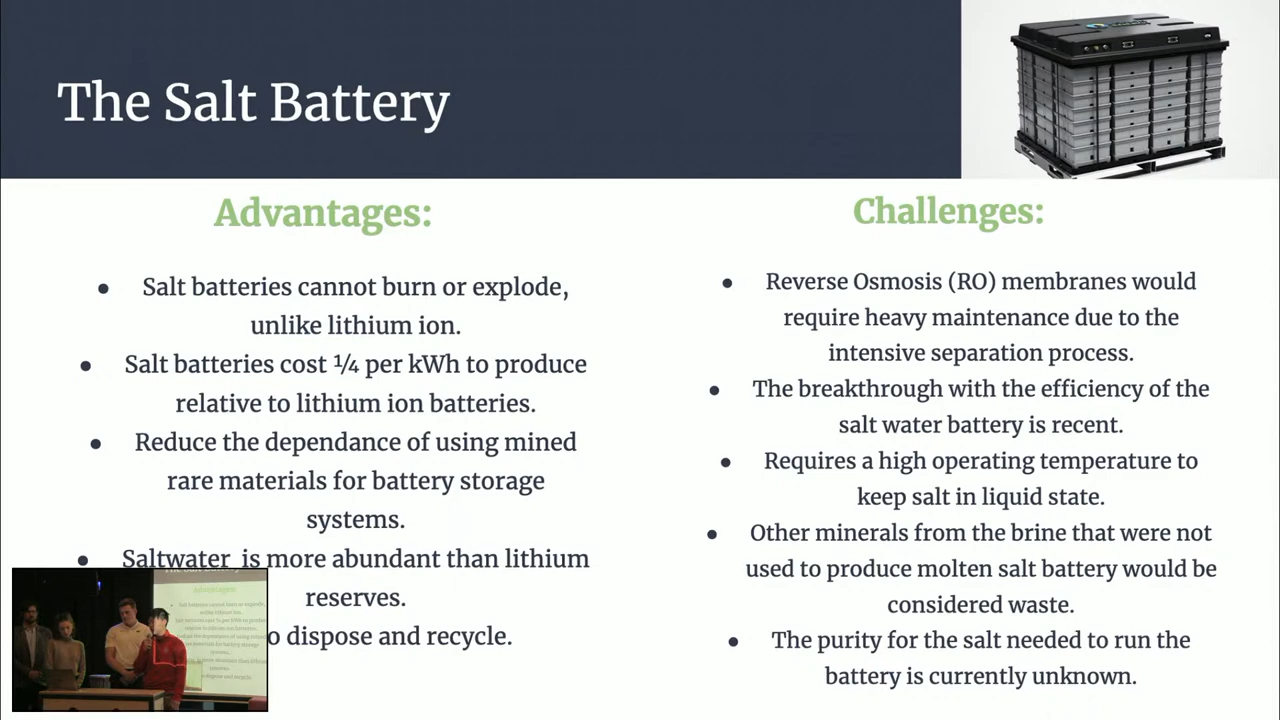 The Salt Battery
Advantages:
● Salt batteries cannot burn or explode,
unlike lithium ion.
● Salt batteries cost ¼ per kWh to produce
relative to lithium ion batteries.
● Reduce the dependance of using mined
rare materials for battery storage
systems.
● Saltwater is more abundant than lithium
reserves.
o dispose and recycle.
Challenges:
● Reverse Osmosis (RO) membranes would
require heavy maintenance due to the
intensive separation process.
● The breakthrough with the efficiency of the
salt water battery is recent.
● Requires a high operating temperature to
keep salt in liquid state.
● Other minerals from the brine that were not
used to produce molten salt battery would be
considered waste.
● The purity for the salt needed to run the
battery is currently unknown.